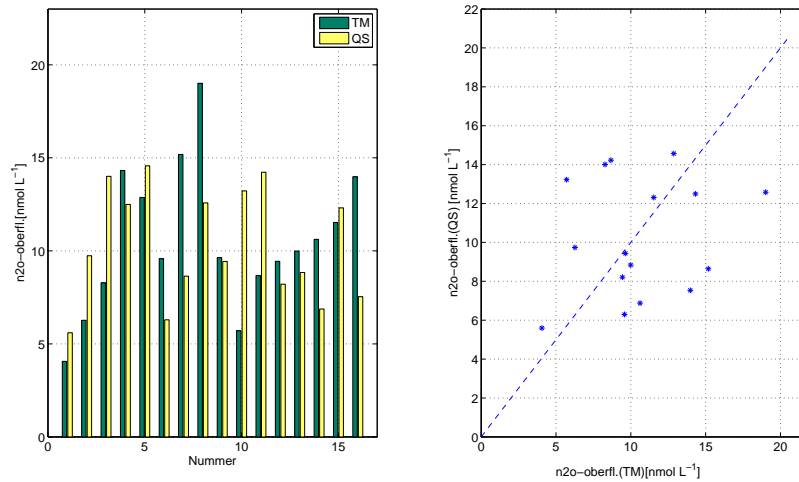 TM
QS
20
15
10
5
0
n2o-oberfl.[nmol L⁻¹]
0 5 10 15
Nummer
22
20
18
16
14
12
10
8
6
4
2
0
n2o-oberfl.(QS) [nmol L⁻¹]
0 5 10 15 20
n2o-oberfl.(TM)[nmol L⁻¹]